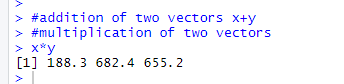 >
> #addition of two vectors x+y
> #multiplication of two vectors
> x*y
[1] 188.3 682.4 655.2
>